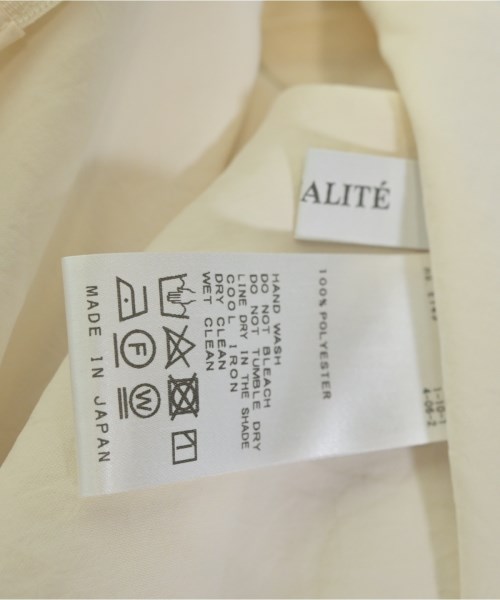 ALITÉ
100% POLYESTER
HAND WASH
DO NOT BLEACH
DO NOT TUMBLE DRY
LINE DRY IN THE SHADE
COOL IRON
DRY CLEAN
WET CLEAN
F
W
MADE IN JAPAN